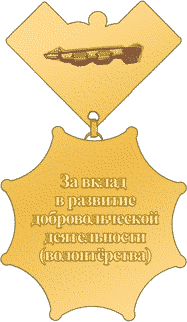 За вклад
в развитие
добровольческой
деятельности
(волонтёрства)